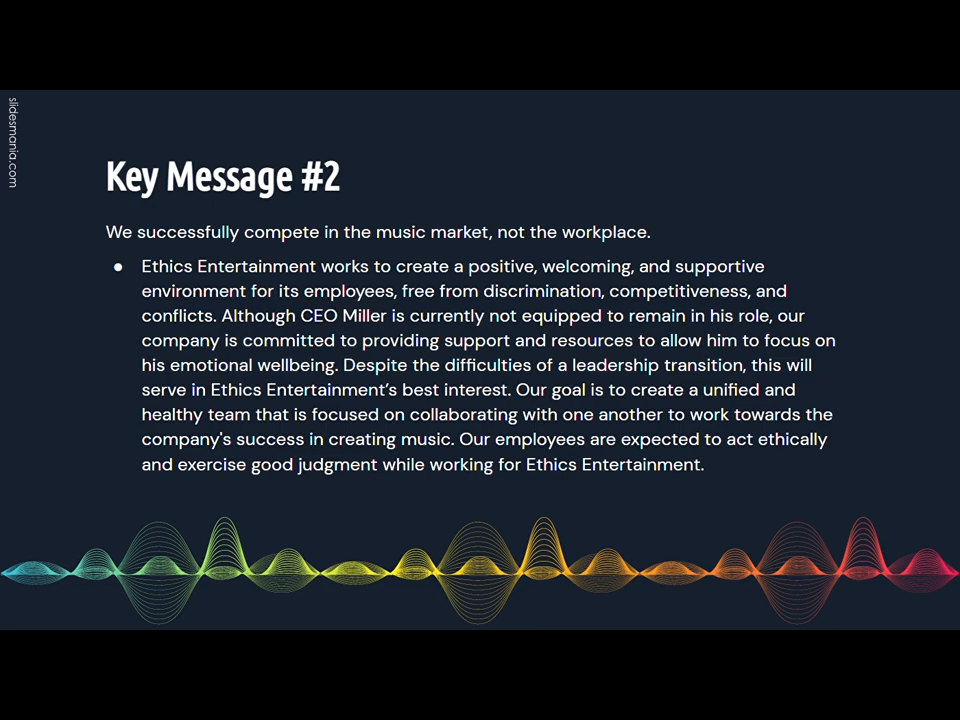 slidesmania.com
Key Message #2
We successfully compete in the music market, not the workplace.
● Ethics Entertainment works to create a positive, welcoming, and supportive
environment for its employees, free from discrimination, competitiveness, and
conflicts. Although CEO Miller is currently not equipped to remain in his role, our
company is committed to providing support and resources to allow him to focus on
his emotional wellbeing. Despite the difficulties of a leadership transition, this will
serve in Ethics Entertainment’s best interest. Our goal is to create a unified and
healthy team that is focused on collaborating with one another to work towards the
company's success in creating music. Our employees are expected to act ethically
and exercise good judgment while working for Ethics Entertainment.